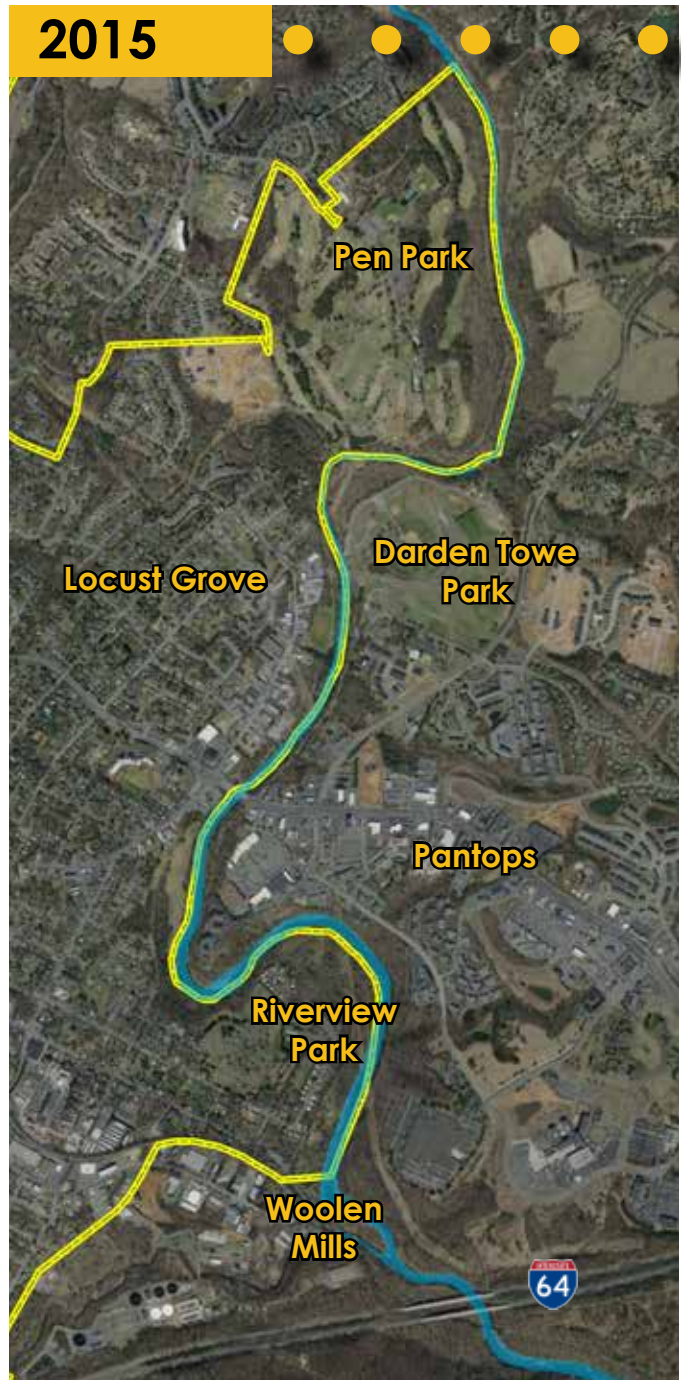 2015
Pen Park
Locust Grove
Darden Towe
Park
Pantops
Riverview
Park
Woolen
Mills
64